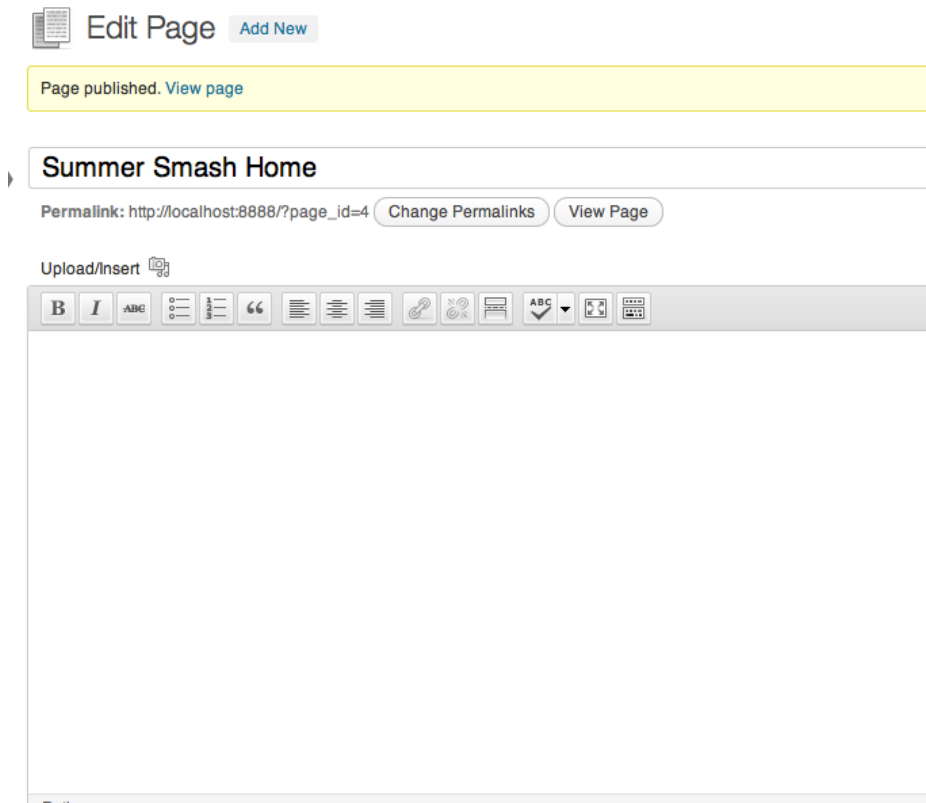 Edit Page Add New
Page published. View page
Summer Smash Home
Permalink: http://localhost:8888/?page_id=4 Change Permalinks View Page
Upload/Insert
B I ABC ABC